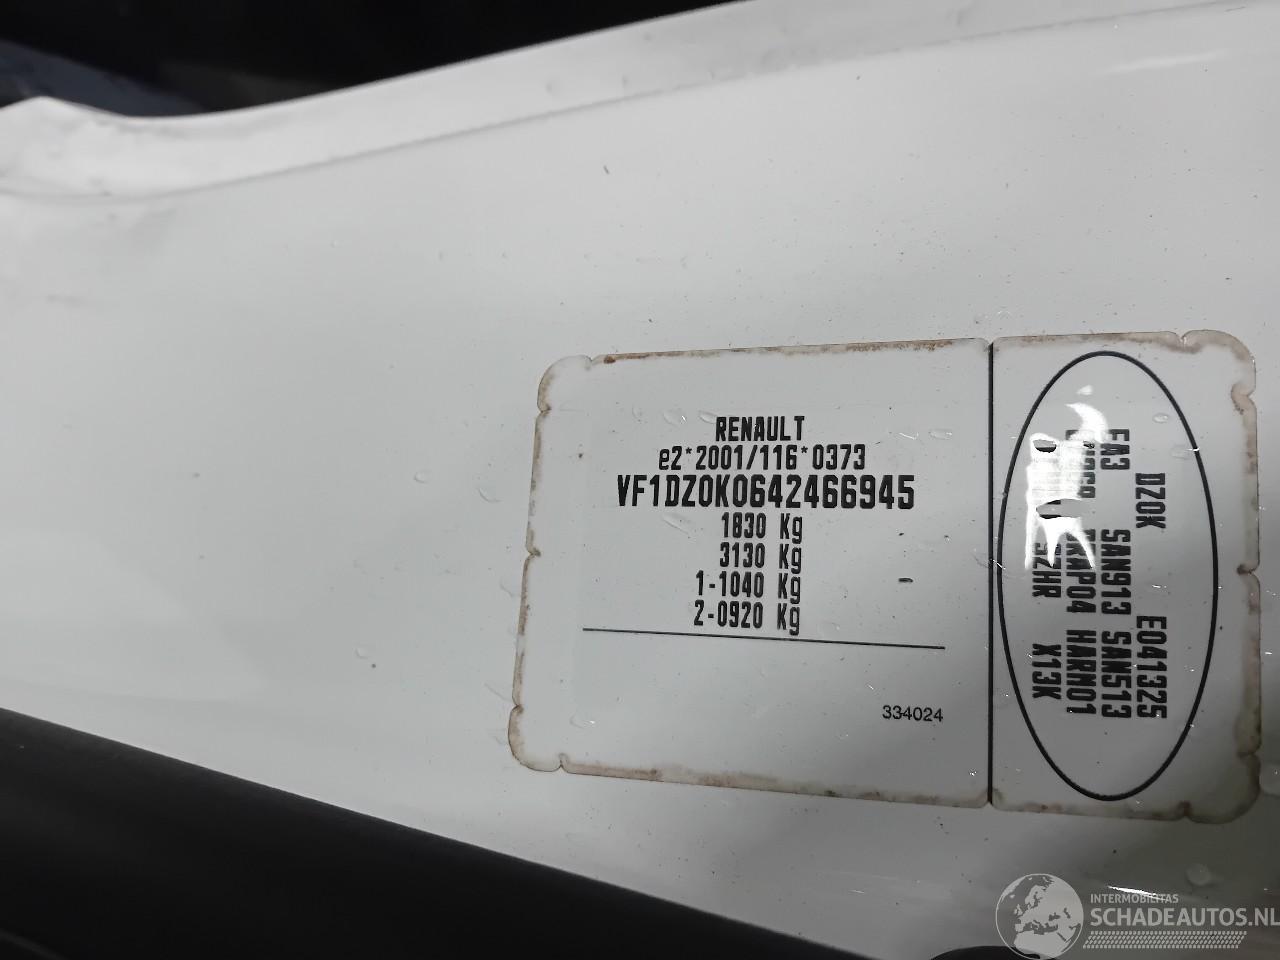 RENAULT
e2*2001/116*0373
VF1DZ0K0642466945
1830 Kg
3130 Kg
1-1040 Kg
2-0920 Kg
334024
DZ0K E041325
EA3 SAN913 SAN513
HARN01
X13K
INTERMOBILITAS
SCHADEAUTOS.NL